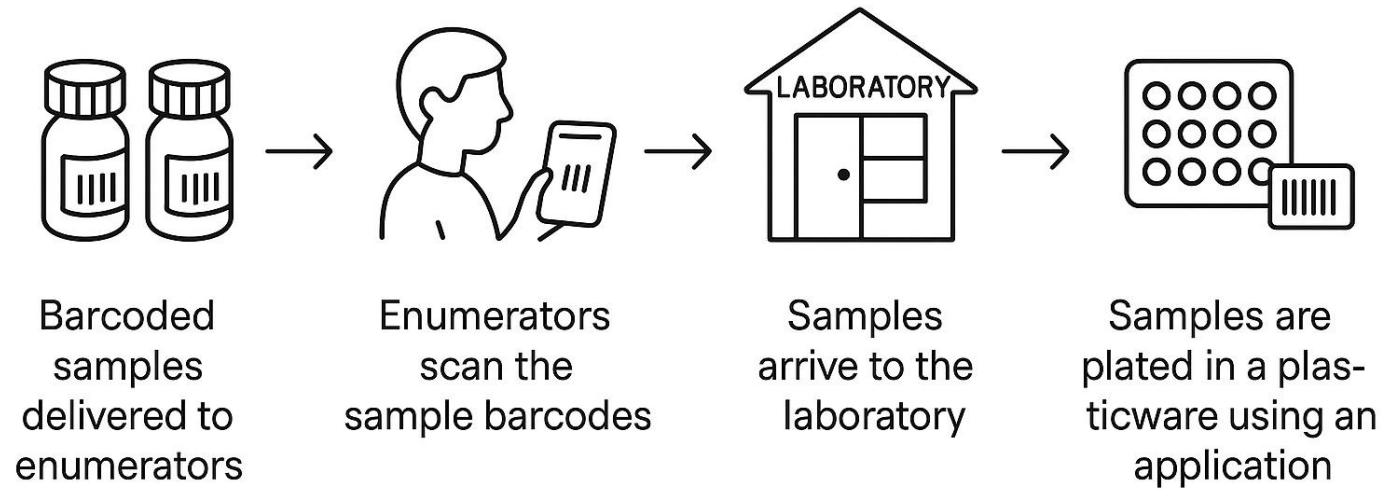 LABORATORY
Barcoded
samples
delivered to
enumerators
Enumerators
scan the
sample barcodes
Samples
arrive to the
laboratory
Samples are
plated in a plas-
ticware using an
application